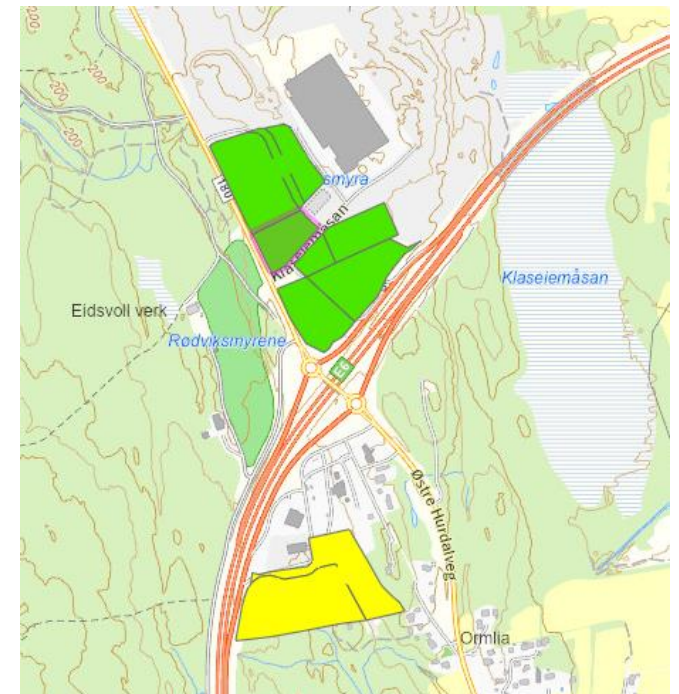 200
200
180
smyra
Klaseiemåsan
Klaseiemåsan
Eidsvoll verk
Rødviksmyrene
E6
Østre Hurdalveg
Ormlia